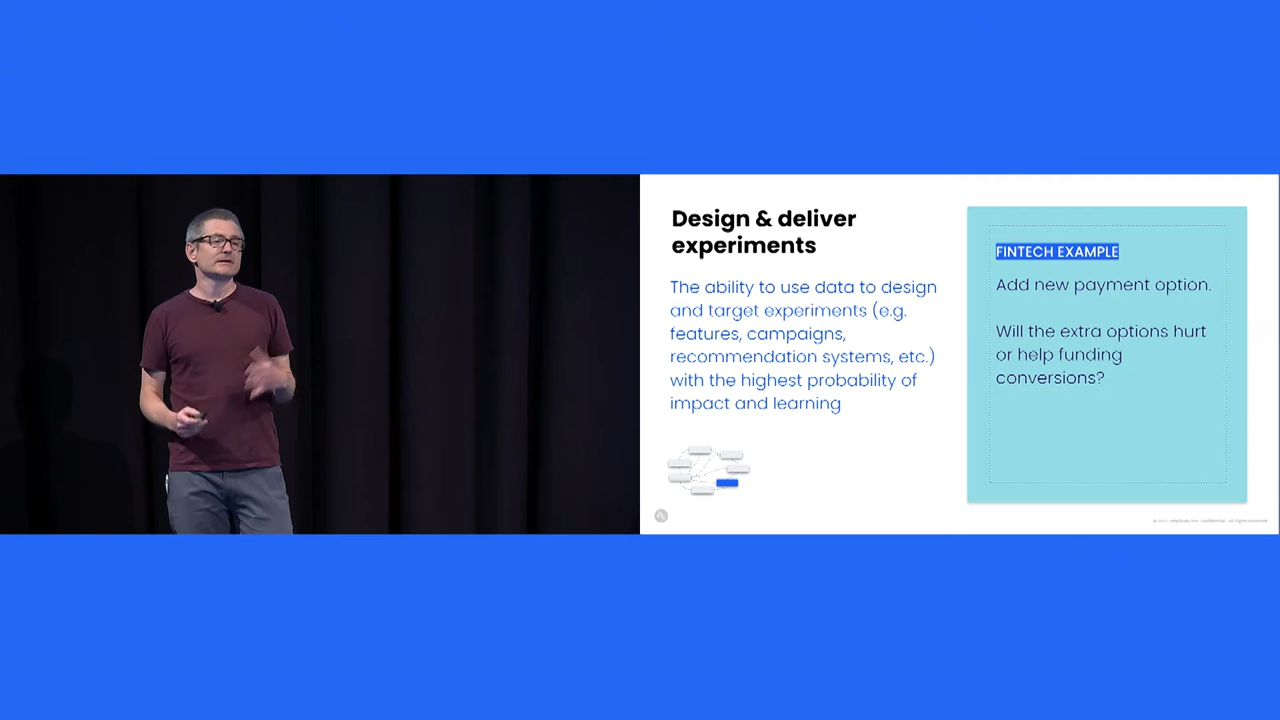 Design & deliver
experiments
The ability to use data to design
and target experiments (e.g.
features, campaigns,
recommendation systems, etc.)
with the highest probability of
impact and learning
FINTECH EXAMPLE
Add new payment option.
Will the extra options hurt
or help funding
conversions?